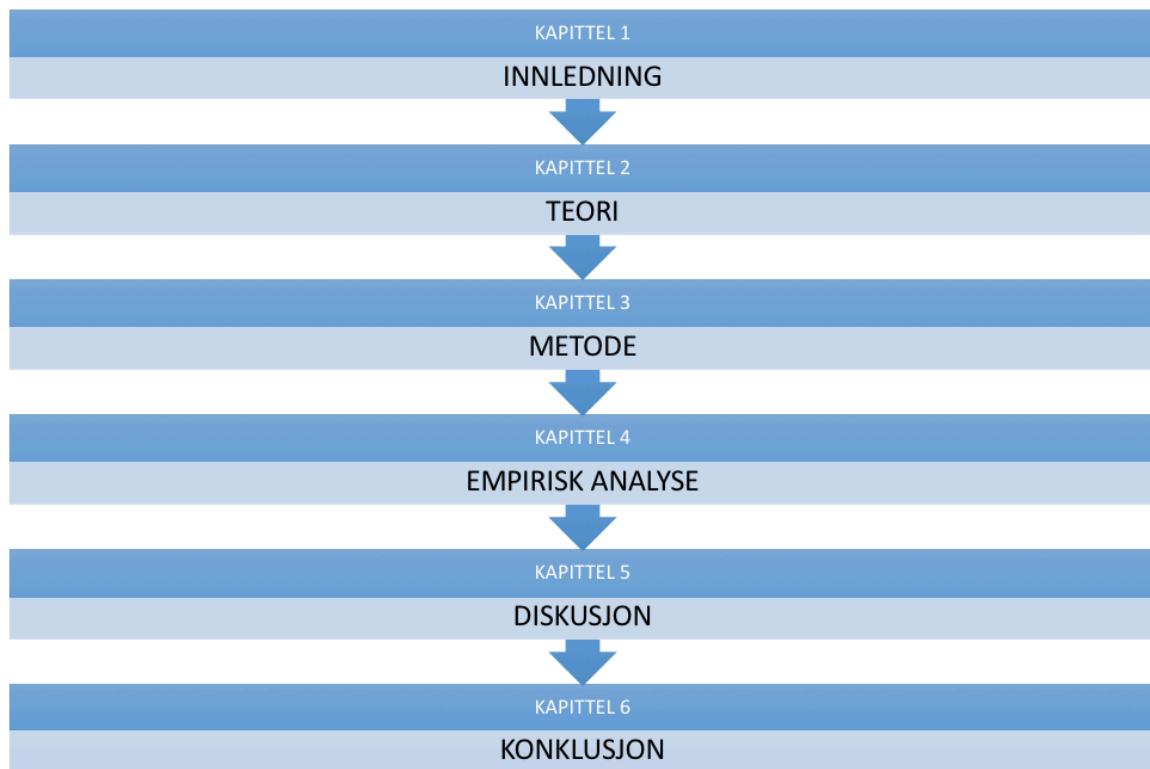 KAPITTEL 1
INNLEDNING
KAPITTEL 2
TEORI
KAPITTEL 3
METODE
KAPITTEL 4
EMPIRISK ANALYSE
KAPITTEL 5
DISKUSJON
KAPITTEL 6
KONKLUSJON